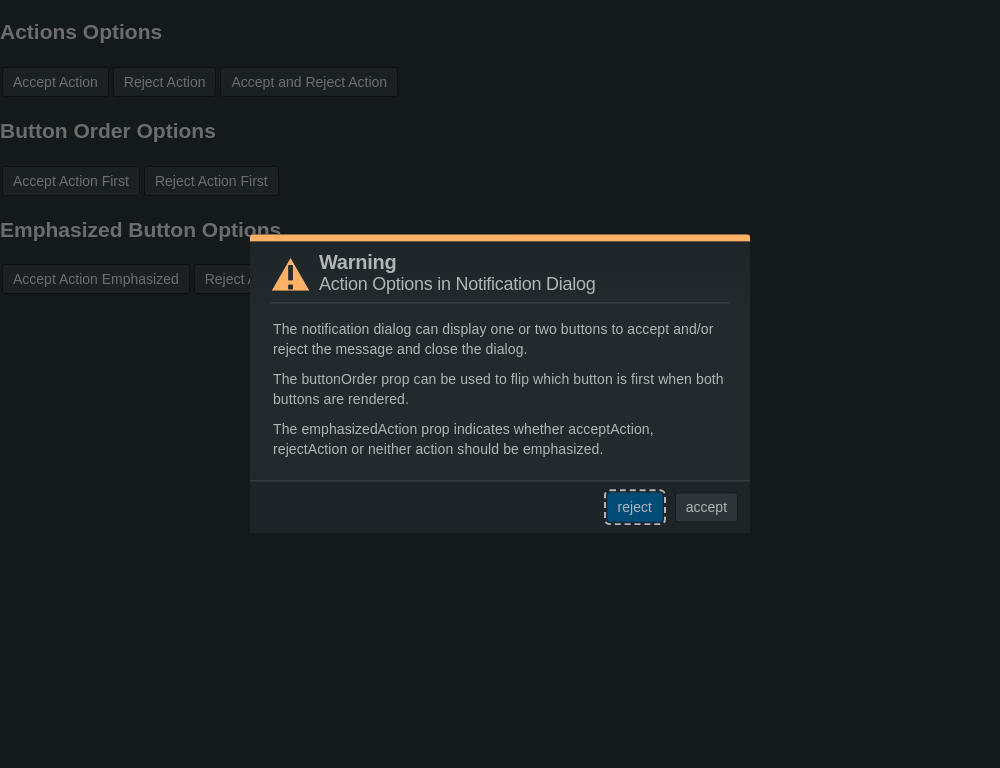 Actions Options
Accept Action
Reject Action
Accept and Reject Action
Button Order Options
Accept Action First
Reject Action First
Emphasized Button Options
Accept Action Emphasized
Reject
Warning
Action Options in Notification Dialog
The notification dialog can display one or two buttons to accept and/or
reject the message and close the dialog.
The buttonOrder prop can be used to flip which button is first when both
buttons are rendered.
The emphasizedAction prop indicates whether acceptAction,
rejectAction or neither action should be emphasized.
reject
accept